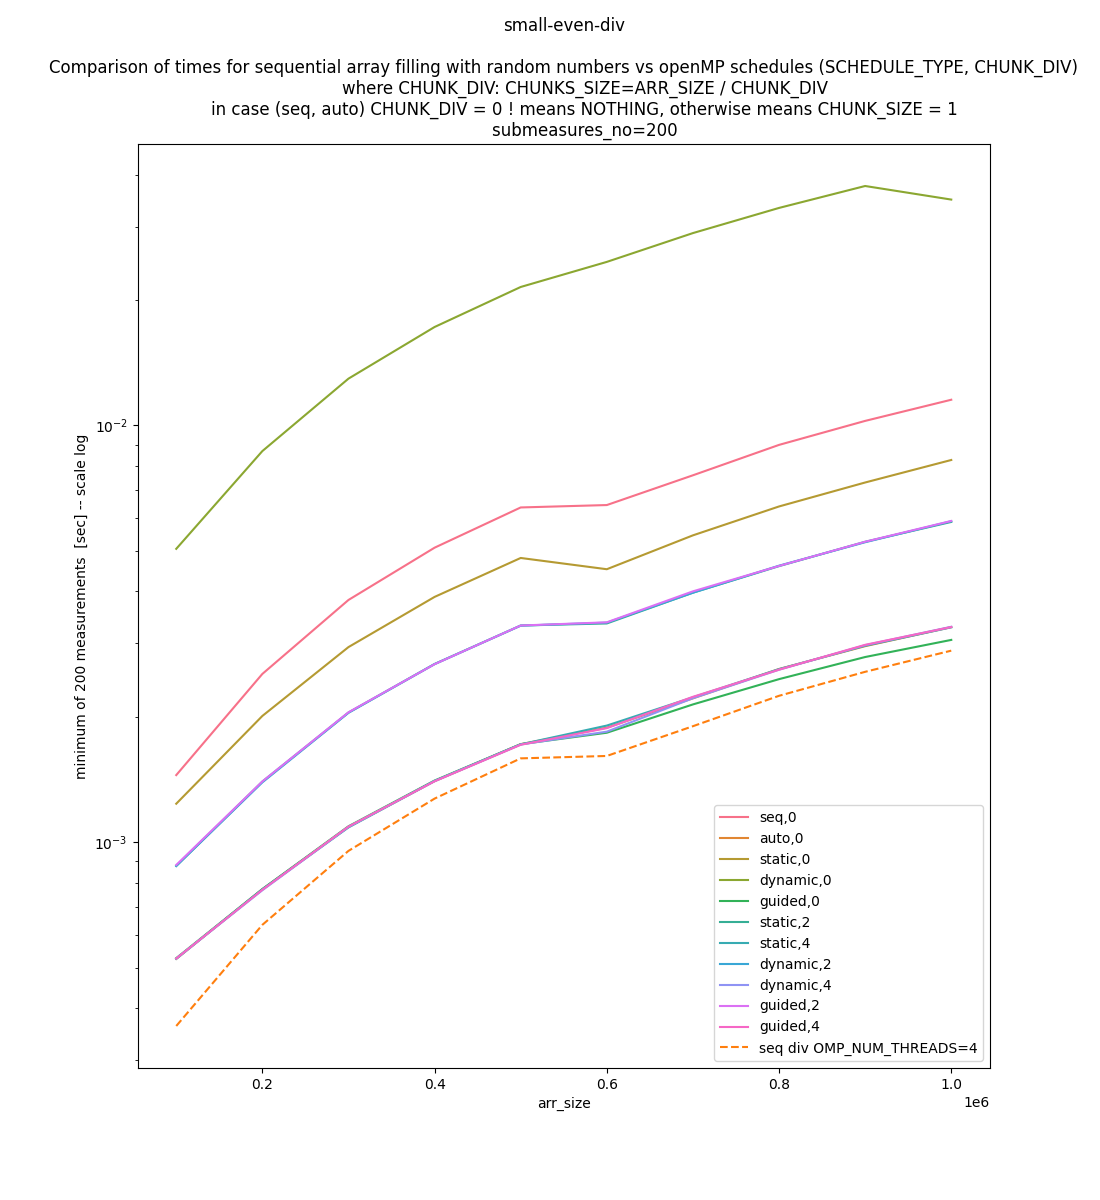 small-even-div
Comparison of times for sequential array filling with random numbers vs openMP schedules (SCHEDULE_TYPE, CHUNK_DIV)
where CHUNK_DIV: CHUNKS_SIZE=ARR_SIZE / CHUNK_DIV
in case (seq, auto) CHUNK_DIV = 0 ! means NOTHING, otherwise means CHUNK_SIZE = 1
submeasures_no=200
minimum of 200 measurements  [sec] -- scale log
10⁻²
10⁻³
seq,0
auto,0
static,0
dynamic,0
guided,0
static,2
static,4
dynamic,2
dynamic,4
guided,2
guided,4
seq div OMP_NUM_THREADS=4
0.2
0.4
0.6
0.8
1.0
1e6
arr_size